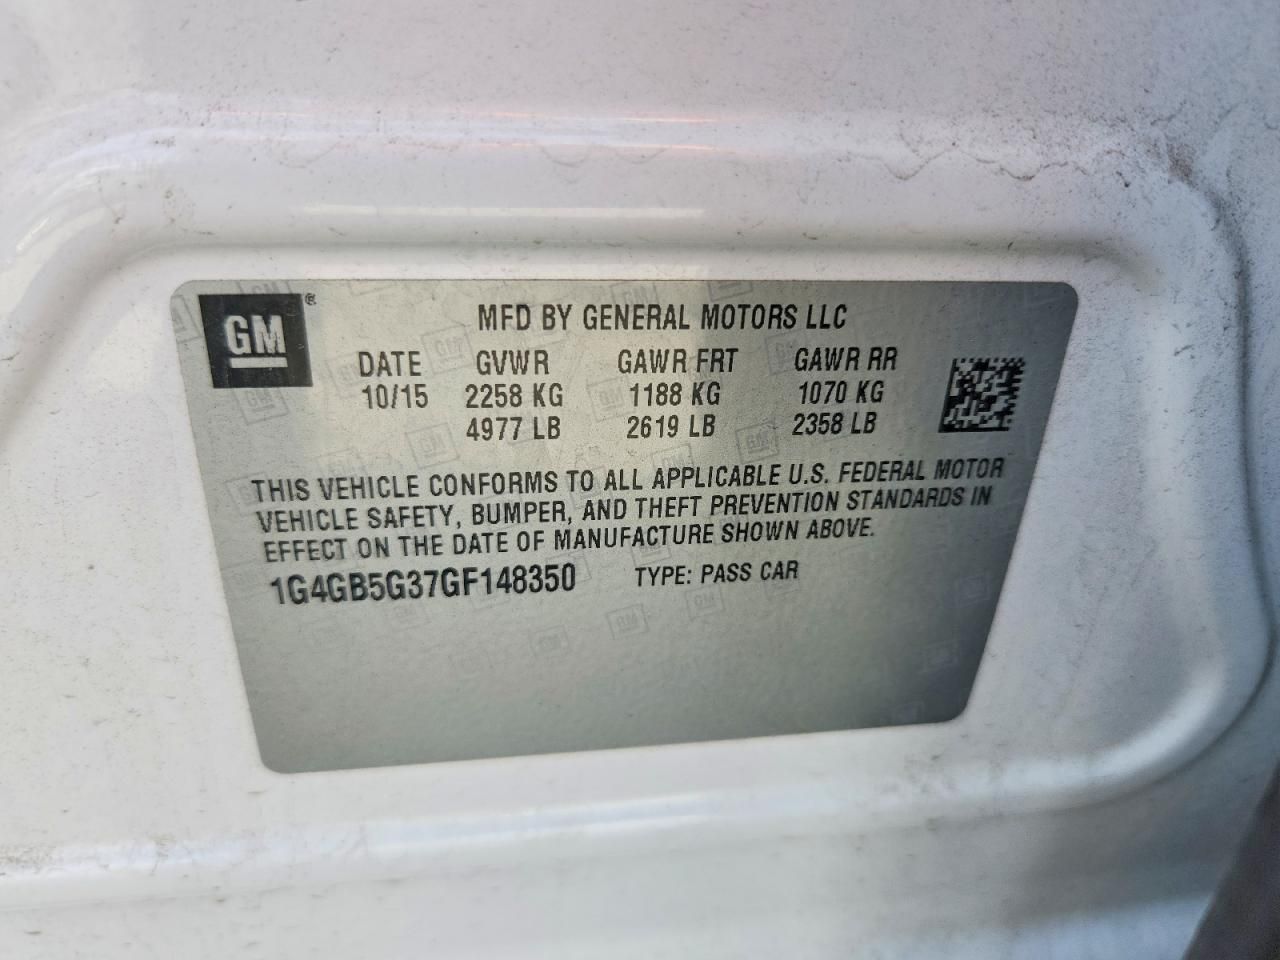 GM®
MFD BY GENERAL MOTORS LLC
DATE GVWR GAWR FRT GAWR RR
10/15 2258 KG 1188 KG 1070 KG
4977 LB 2619 LB 2358 LB
THIS VEHICLE CONFORMS TO ALL APPLICABLE U.S. FEDERAL MOTOR
VEHICLE SAFETY, BUMPER, AND THEFT PREVENTION STANDARDS IN
EFFECT ON THE DATE OF MANUFACTURE SHOWN ABOVE.
1G4GB5G37GF148350 TYPE: PASS CAR